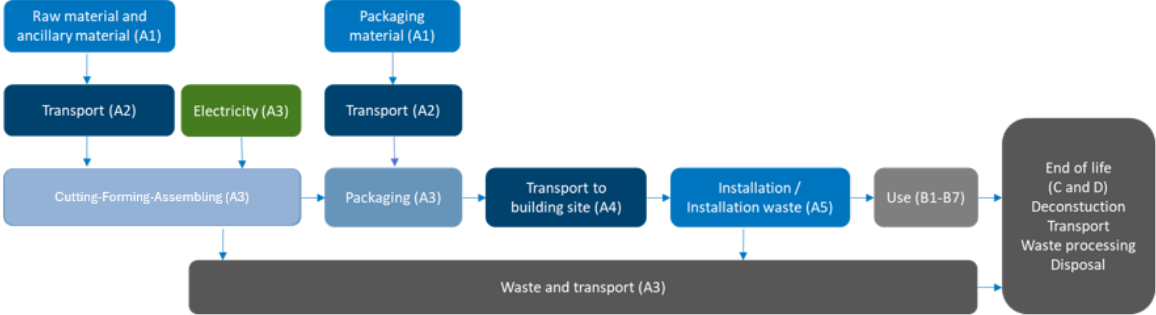 Raw material and
ancillary material (A1)
Packaging
material (A1)
Transport (A2)
Electricity (A3)
Transport (A2)
Cutting-Forming-Assembling (A3)
Packaging (A3)
Transport to
building site (A4)
Installation /
Installation waste (A5)
Use (B1-B7)
End of life
(C and D)
Deconstuction
Transport
Waste processing
Disposal
Waste and transport (A3)